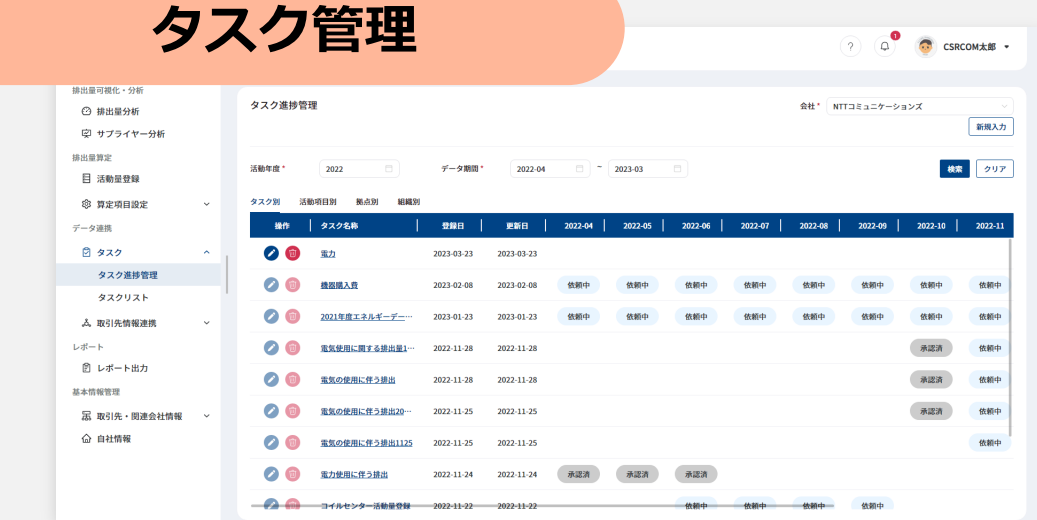 タスク管理
? 1 CSRCOM太郎
排出量可視化・分析
排出量分析
サプライヤー分析
排出量算定
活動量登録
算定項目設定
データ連携
タスク
タスク進捗管理
タスクリスト
取引先情報連携
レポート
レポート出力
基本情報管理
取引先・関連会社情報
自社情報
タスク進捗管理 会社* NTTコミュニケーションズ
新規入力
活動年度* 2022 データ期間* 2022-04 ~ 2023-03 検索 クリア
タスク別 活動項目別 拠点別 組織別
操作 タスク名称 登録日 更新日 2022-04 2022-05 2022-06 2022-07 2022-08 2022-09 2022-10 2022-11
電力 2023-03-23 2023-03-23
機器購入費 2023-02-08 2023-02-08 依頼中 依頼中 依頼中 依頼中 依頼中 依頼中 依頼中 依頼中
2021年度エネルギーデー… 2023-01-23 2023-01-23 依頼中 依頼中 依頼中 依頼中 依頼中 依頼中 依頼中 依頼中
電気使用に関する排出量1… 2022-11-28 2022-11-28 承認済 依頼中
電気の使用に伴う排出 2022-11-28 2022-11-28 承認済 依頼中
電気の使用に伴う排出20… 2022-11-25 2022-11-25 承認済 依頼中
電気の使用に伴う排出1125 2022-11-25 2022-11-25 依頼中
電力使用に伴う排出 2022-11-24 2022-11-24 承認済 承認済 承認済
コイルセンター活動量登録 2022-11-22 2022-11-22 依頼中 依頼中 依頼中 依頼中